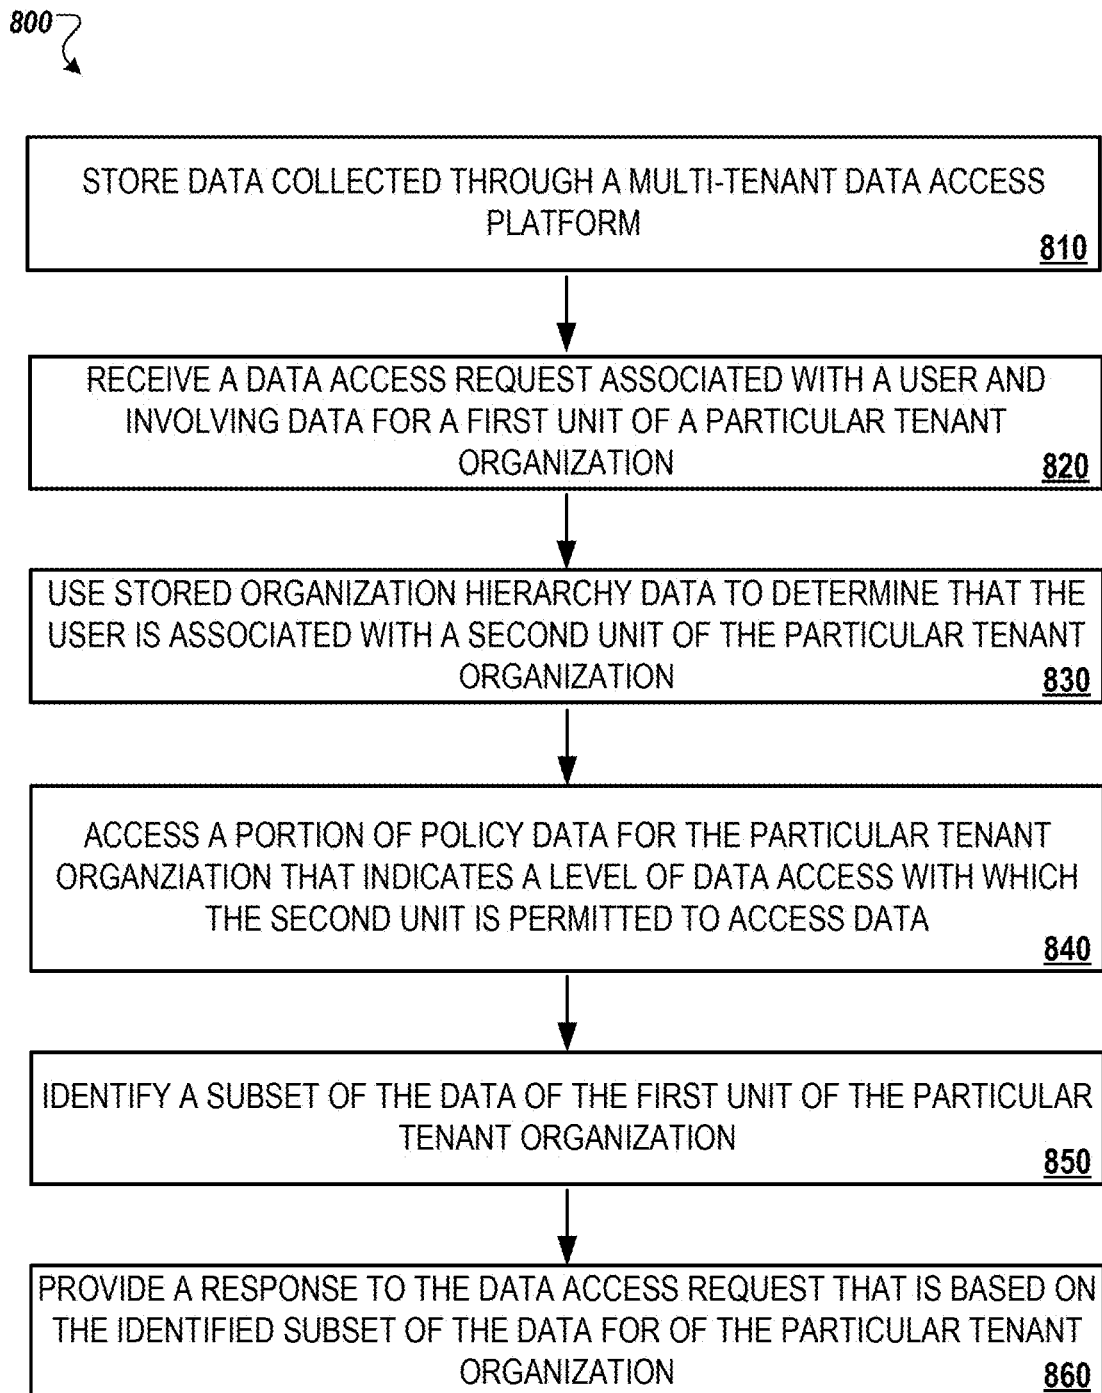 800
STORE DATA COLLECTED THROUGH A MULTI-TENANT DATA ACCESS
PLATFORM
810
RECEIVE A DATA ACCESS REQUEST ASSOCIATED WITH A USER AND
INVOLVING DATA FOR A FIRST UNIT OF A PARTICULAR TENANT
ORGANIZATION
820
USE STORED ORGANIZATION HIERARCHY DATA TO DETERMINE THAT THE
USER IS ASSOCIATED WITH A SECOND UNIT OF THE PARTICULAR TENANT
ORGANIZATION
830
ACCESS A PORTION OF POLICY DATA FOR THE PARTICULAR TENANT
ORGANZIATION THAT INDICATES A LEVEL OF DATA ACCESS WITH WHICH
THE SECOND UNIT IS PERMITTED TO ACCESS DATA
840
IDENTIFY A SUBSET OF THE DATA OF THE FIRST UNIT OF THE PARTICULAR
TENANT ORGANIZATION
850
PROVIDE A RESPONSE TO THE DATA ACCESS REQUEST THAT IS BASED ON
THE IDENTIFIED SUBSET OF THE DATA FOR OF THE PARTICULAR TENANT
ORGANIZATION
860